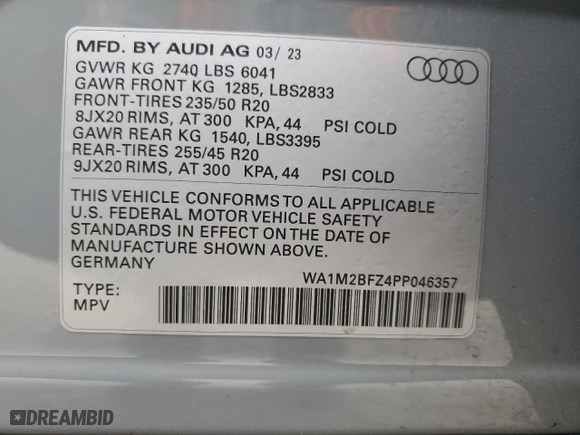 MFD. BY AUDI AG 03/ 23
GVWR KG 2740 LBS 6041
GAWR FRONT KG 1285, LBS2833
FRONT-TIRES 235/50 R20
8JX20 RIMS, AT 300 KPA, 44 PSI COLD
GAWR REAR KG 1540, LBS3395
REAR-TIRES 255/45 R20
9JX20 RIMS, AT 300 KPA, 44 PSI COLD
THIS VEHICLE CONFORMS TO ALL APPLICABLE
U.S. FEDERAL MOTOR VEHICLE SAFETY
STANDARDS IN EFFECT ON THE DATE OF
MANUFACTURE SHOWN ABOVE.
GERMANY
WA1M2BFZ4PP046357
TYPE:
MPV
DREAMBID